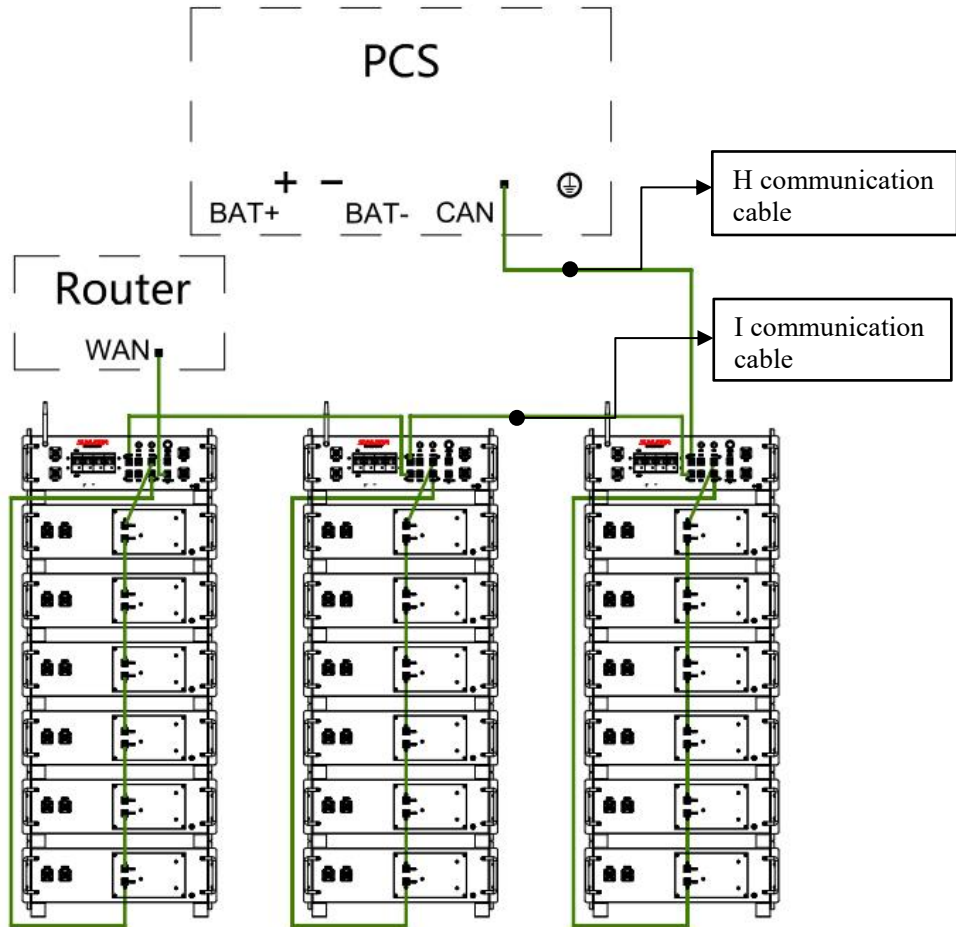 PCS
+ −
BAT+ BAT- CAN
H communication
cable
Router
WAN
I communication
cable